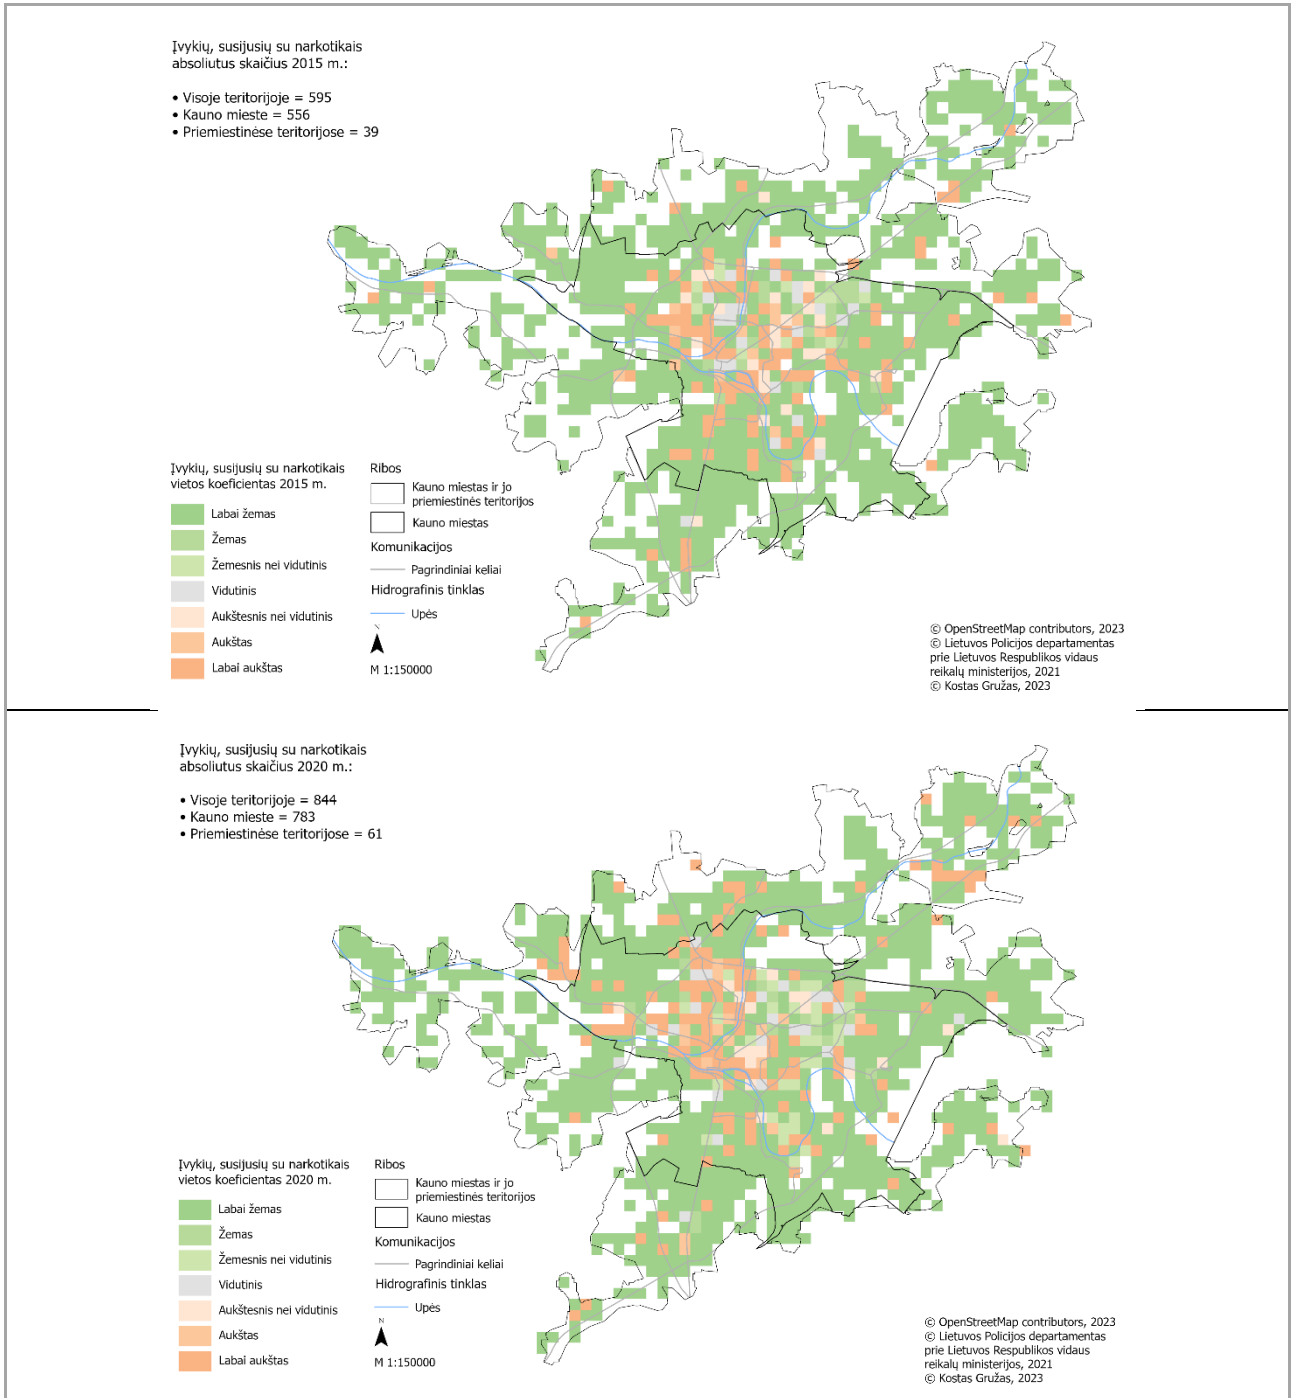 Įvykių, susijusių su narkotikais
absoliutus skaičius 2015 m.:
• Visoje teritorijoje = 595
• Kauno mieste = 556
• Priemiestinėse teritorijose = 39
Įvykių, susijusių su narkotikais
vietos koeficientas 2015 m.
Labai žemas
Žemas
Žemesnis nei vidutinis
Vidutinis
Aukštesnis nei vidutinis
Aukštas
Labai aukštas
Ribos
Kauno miestas ir jo
priemiestinės teritorijos
Kauno miestas
Komunikacijos
Pagrindiniai keliai
Hidrografinis tinklas
Upės
N
M 1:150000
© OpenStreetMap contributors, 2023
© Lietuvos Policijos departamentas
prie Lietuvos Respublikos vidaus
reikalų ministerijos, 2021
© Kostas Gružas, 2023
Įvykių, susijusių su narkotikais
absoliutus skaičius 2020 m.:
• Visoje teritorijoje = 844
• Kauno mieste = 783
• Priemiestinėse teritorijose = 61
Įvykių, susijusių su narkotikais
vietos koeficientas 2020 m.
Labai žemas
Žemas
Žemesnis nei vidutinis
Vidutinis
Aukštesnis nei vidutinis
Aukštas
Labai aukštas
Ribos
Kauno miestas ir jo
priemiestinės teritorijos
Kauno miestas
Komunikacijos
Pagrindiniai keliai
Hidrografinis tinklas
Upės
N
M 1:150000
© OpenStreetMap contributors, 2023
© Lietuvos Policijos departamentas
prie Lietuvos Respublikos vidaus
reikalų ministerijos, 2021
© Kostas Gružas, 2023